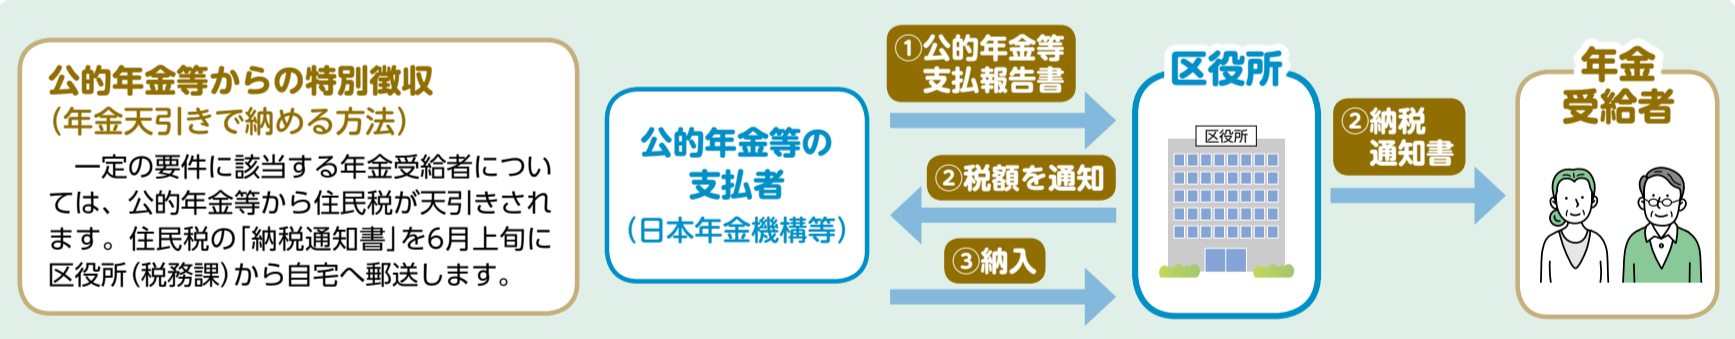 公的年金等からの特別徴収
（年金天引きで納める方法）
　一定の要件に該当する年金受給者につい
ては、公的年金等から住民税が天引きされ
ます。住民税の「納税通知書」を6月上旬に
区役所（税務課）から自宅へ郵送します。
公的年金等の
支払者
（日本年金機構等）
①公的年金等
支払報告書
②税額を通知
③納入
区役所
区役所
②納税
通知書
年金
受給者